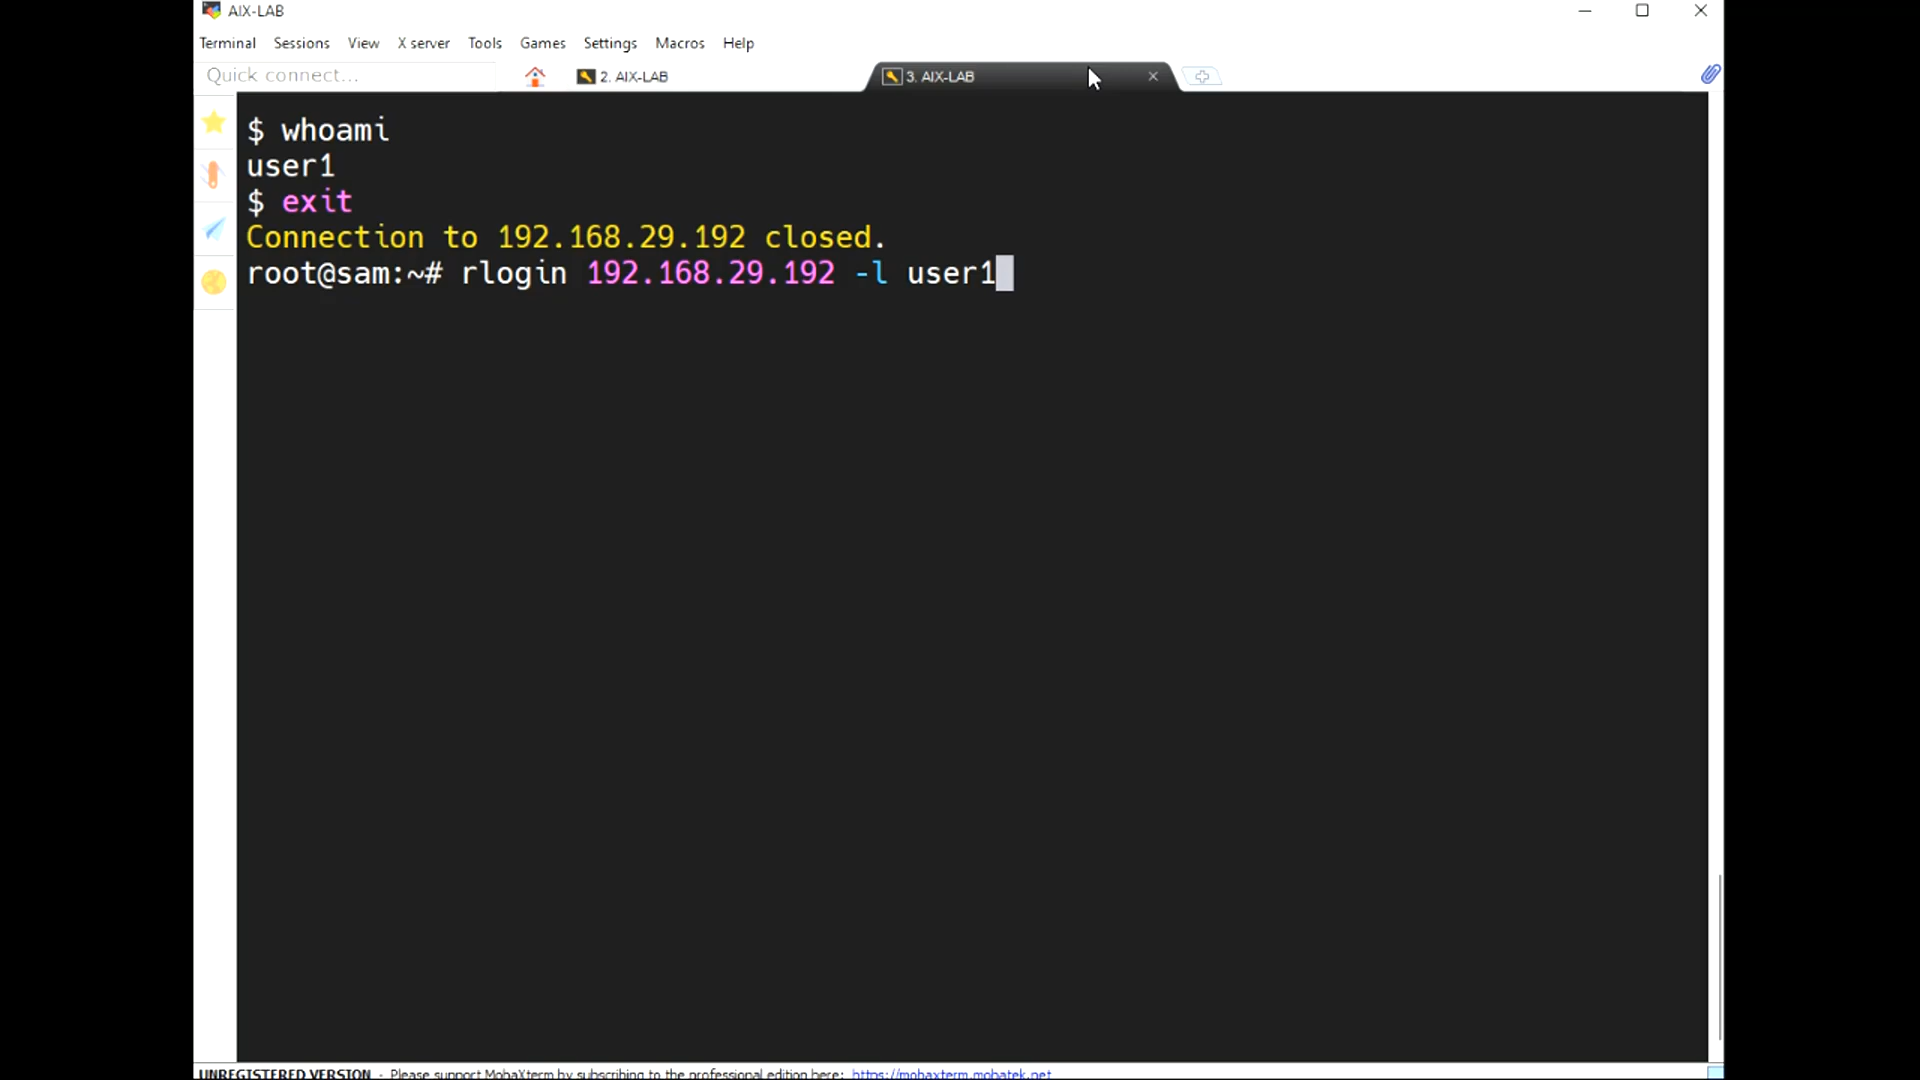 AIX-LAB
Terminal Sessions View X server Tools Games Settings Macros Help
Quick connect...
2. AIX-LAB
3. AIX-LAB
$ whoami
user1
$ exit
Connection to 192.168.29.192 closed.
root@sam:~# rlogin 192.168.29.192 -l user1
UNREGISTERED VERSION - Please support MobaXterm by subscribing to the professional edition here: https://mobaxterm.mobatek.net